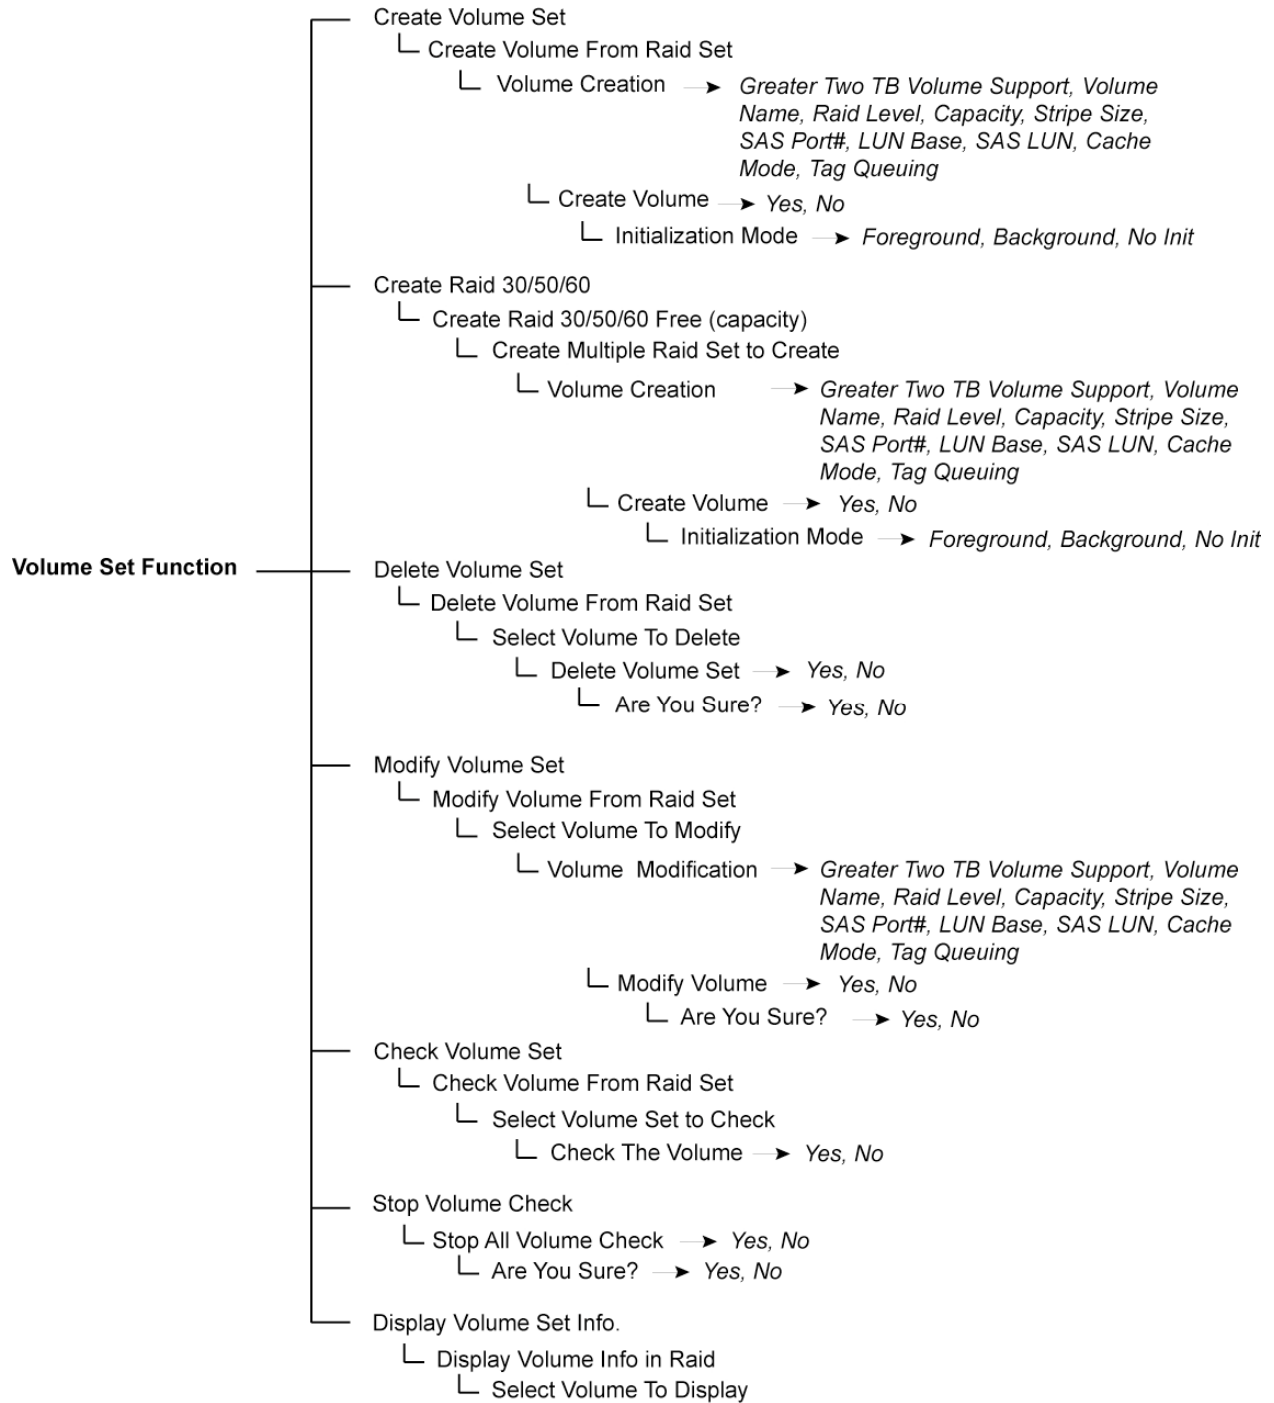 Create Volume Set
Create Volume From Raid Set
Volume Creation
Greater Two TB Volume Support, Volume
Name, Raid Level, Capacity, Stripe Size,
SAS Port#, LUN Base, SAS LUN, Cache
Mode, Tag Queuing
Create Volume
Yes, No
Initialization Mode
Foreground, Background, No Init
Create Raid 30/50/60
Create Raid 30/50/60 Free (capacity)
Create Multiple Raid Set to Create
Volume Creation
Greater Two TB Volume Support, Volume
Name, Raid Level, Capacity, Stripe Size,
SAS Port#, LUN Base, SAS LUN, Cache
Mode, Tag Queuing
Create Volume
Yes, No
Initialization Mode
Foreground, Background, No Init
Volume Set Function
Delete Volume Set
Delete Volume From Raid Set
Select Volume To Delete
Delete Volume Set
Yes, No
Are You Sure?
Yes, No
Modify Volume Set
Modify Volume From Raid Set
Select Volume To Modify
Volume Modification
Greater Two TB Volume Support, Volume
Name, Raid Level, Capacity, Stripe Size,
SAS Port#, LUN Base, SAS LUN, Cache
Mode, Tag Queuing
Modify Volume
Yes, No
Are You Sure?
Yes, No
Check Volume Set
Check Volume From Raid Set
Select Volume Set to Check
Check The Volume
Yes, No
Stop Volume Check
Stop All Volume Check
Yes, No
Are You Sure?
Yes, No
Display Volume Set Info.
Display Volume Info in Raid
Select Volume To Display